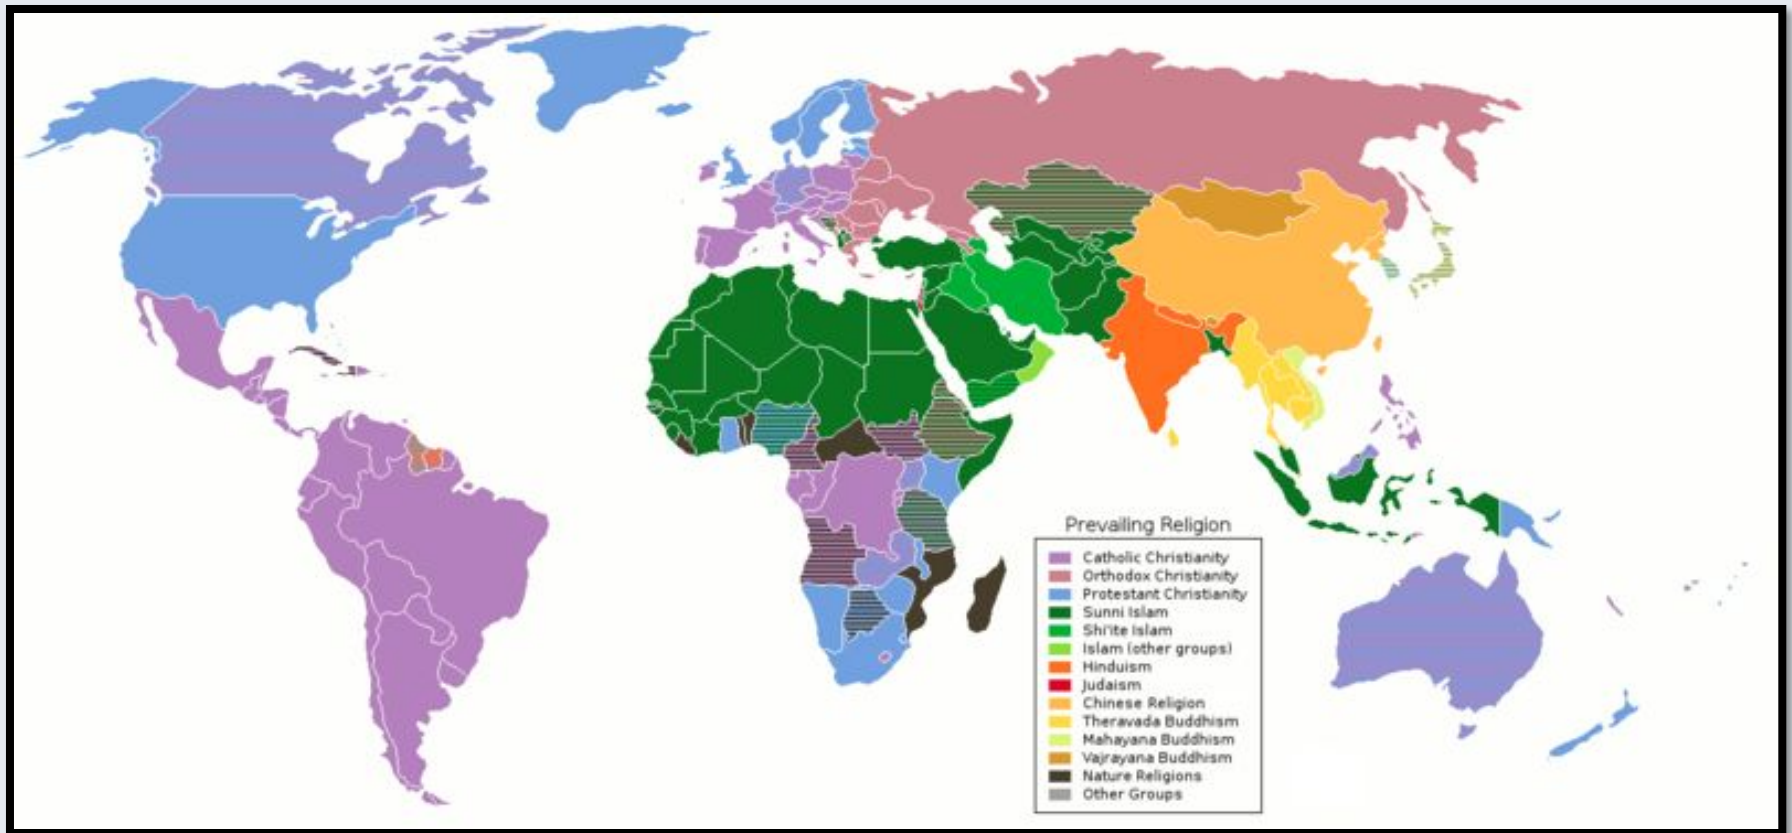 Prevailing Religion
Catholic Christianity
Orthodox Christianity
Protestant Christianity
Sunni Islam
Shi'ite Islam
Islam (other groups)
Hinduism
Judaism
Chinese Religion
Theravada Buddhism
Mahayana Buddhism
Vajrayana Buddhism
Nature Religions
Other Groups